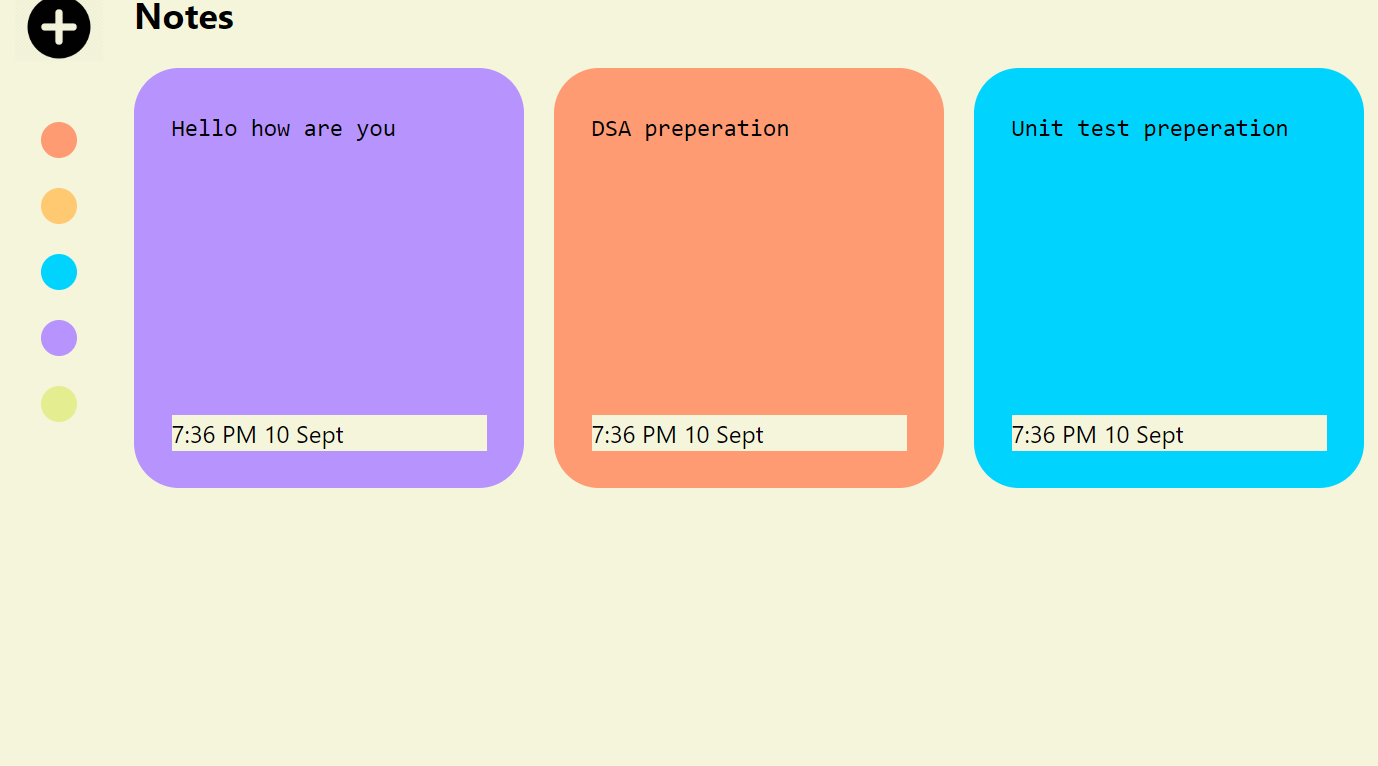 Notes
Hello how are you
DSA preperation
Unit test preperation
7:36 PM 10 Sept
7:36 PM 10 Sept
7:36 PM 10 Sept